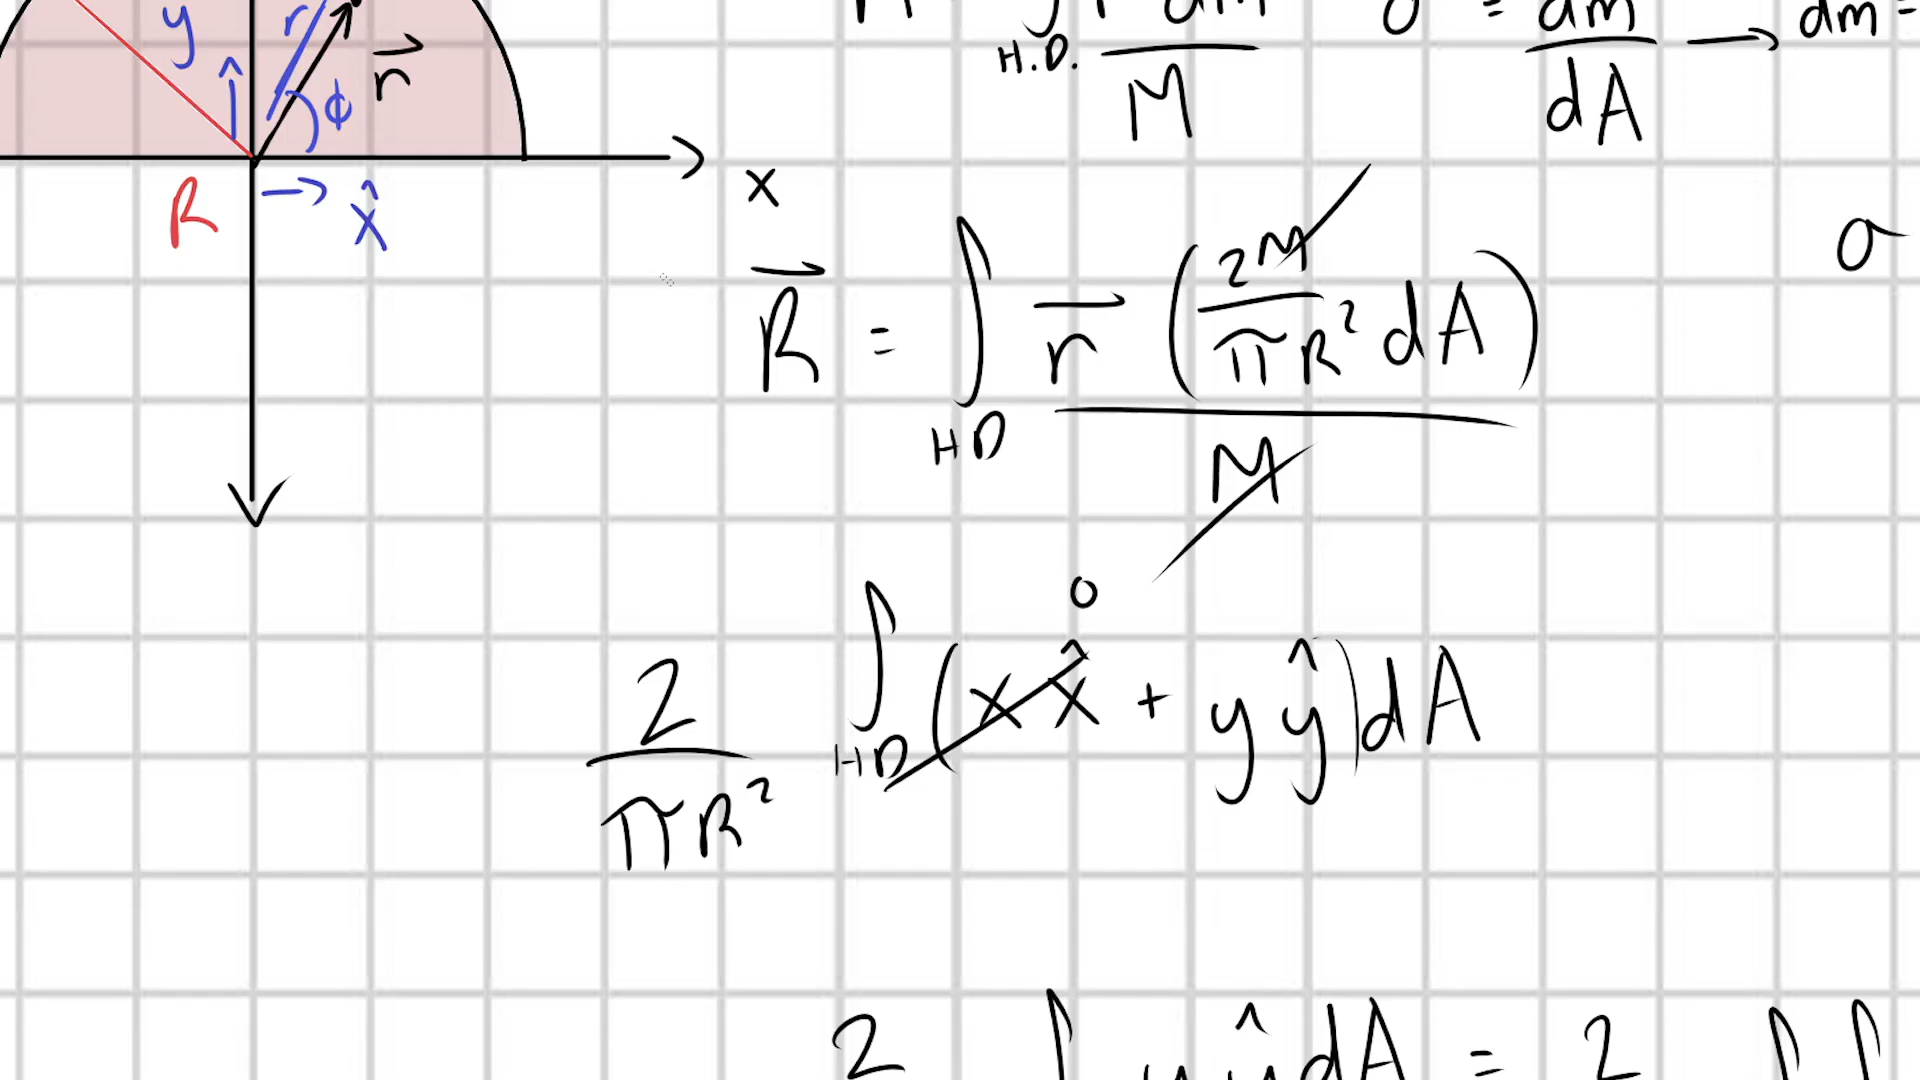 y r r⃗ ϕ
H.D. M σ = dm/dA → dm =
x
R x̂
R⃗ = ∫ r⃗ (2M/πR² dA)
HD M
σ
0
2/πR² ∫ (x x̂ + y ŷ) dA
HD
2 ∫ y ŷ dA = 2 ∫∫